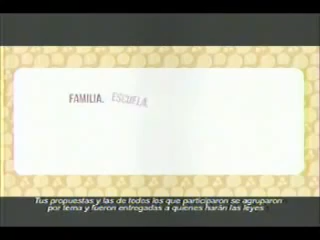 FAMILIA. ESCUELA.
Tus propuestas y las de todos los que participaron se agruparon
por tema y fueron entregadas a quienes harán las leyes